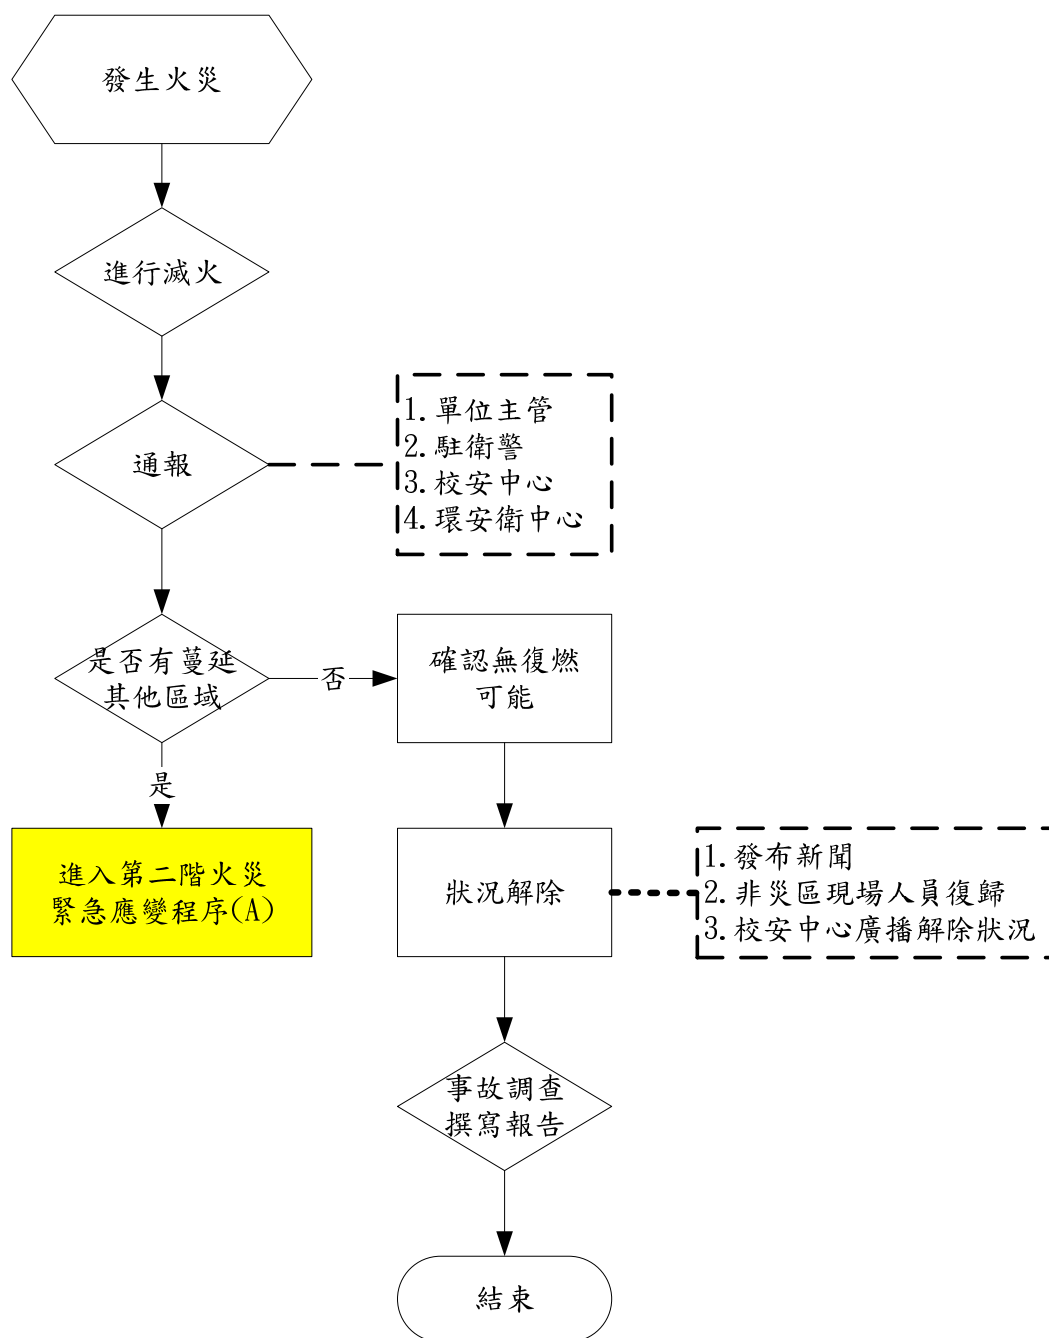 發生火災
進行滅火
通報
1.單位主管
2.駐衛警
3.校安中心
4.環安衛中心
是否有蔓延
其他區域
否
確認無復燃
可能
是
進入第二階火災
緊急應變程序(A)
狀況解除
1.發布新聞
2.非災區現場人員復歸
3.校安中心廣播解除狀況
事故調查
撰寫報告
結束